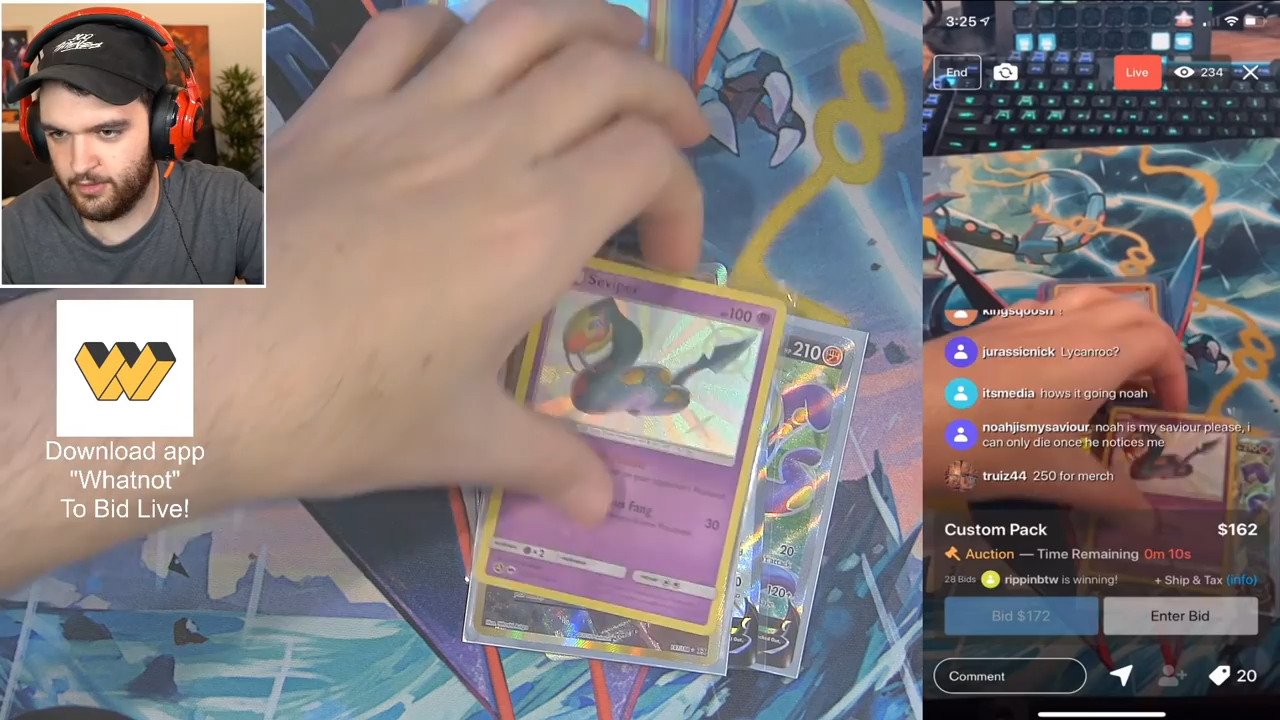 Download app
"Whatnot"
To Bid Live!
Seviper
100
Fang
30
210
20
120+
3:25
End
Live
234
kingsqoosh !
jurassicnick Lycanroc?
itsmedia hows it going noah
noahjismysaviour noah is my saviour please, i
can only die once he notices me
truiz44 250 for merch
Custom Pack $162
Auction — Time Remaining 0m 10s
28 Bids rippinbtw is winning! + Ship & Tax (info)
Bid $172 Enter Bid
Comment
20